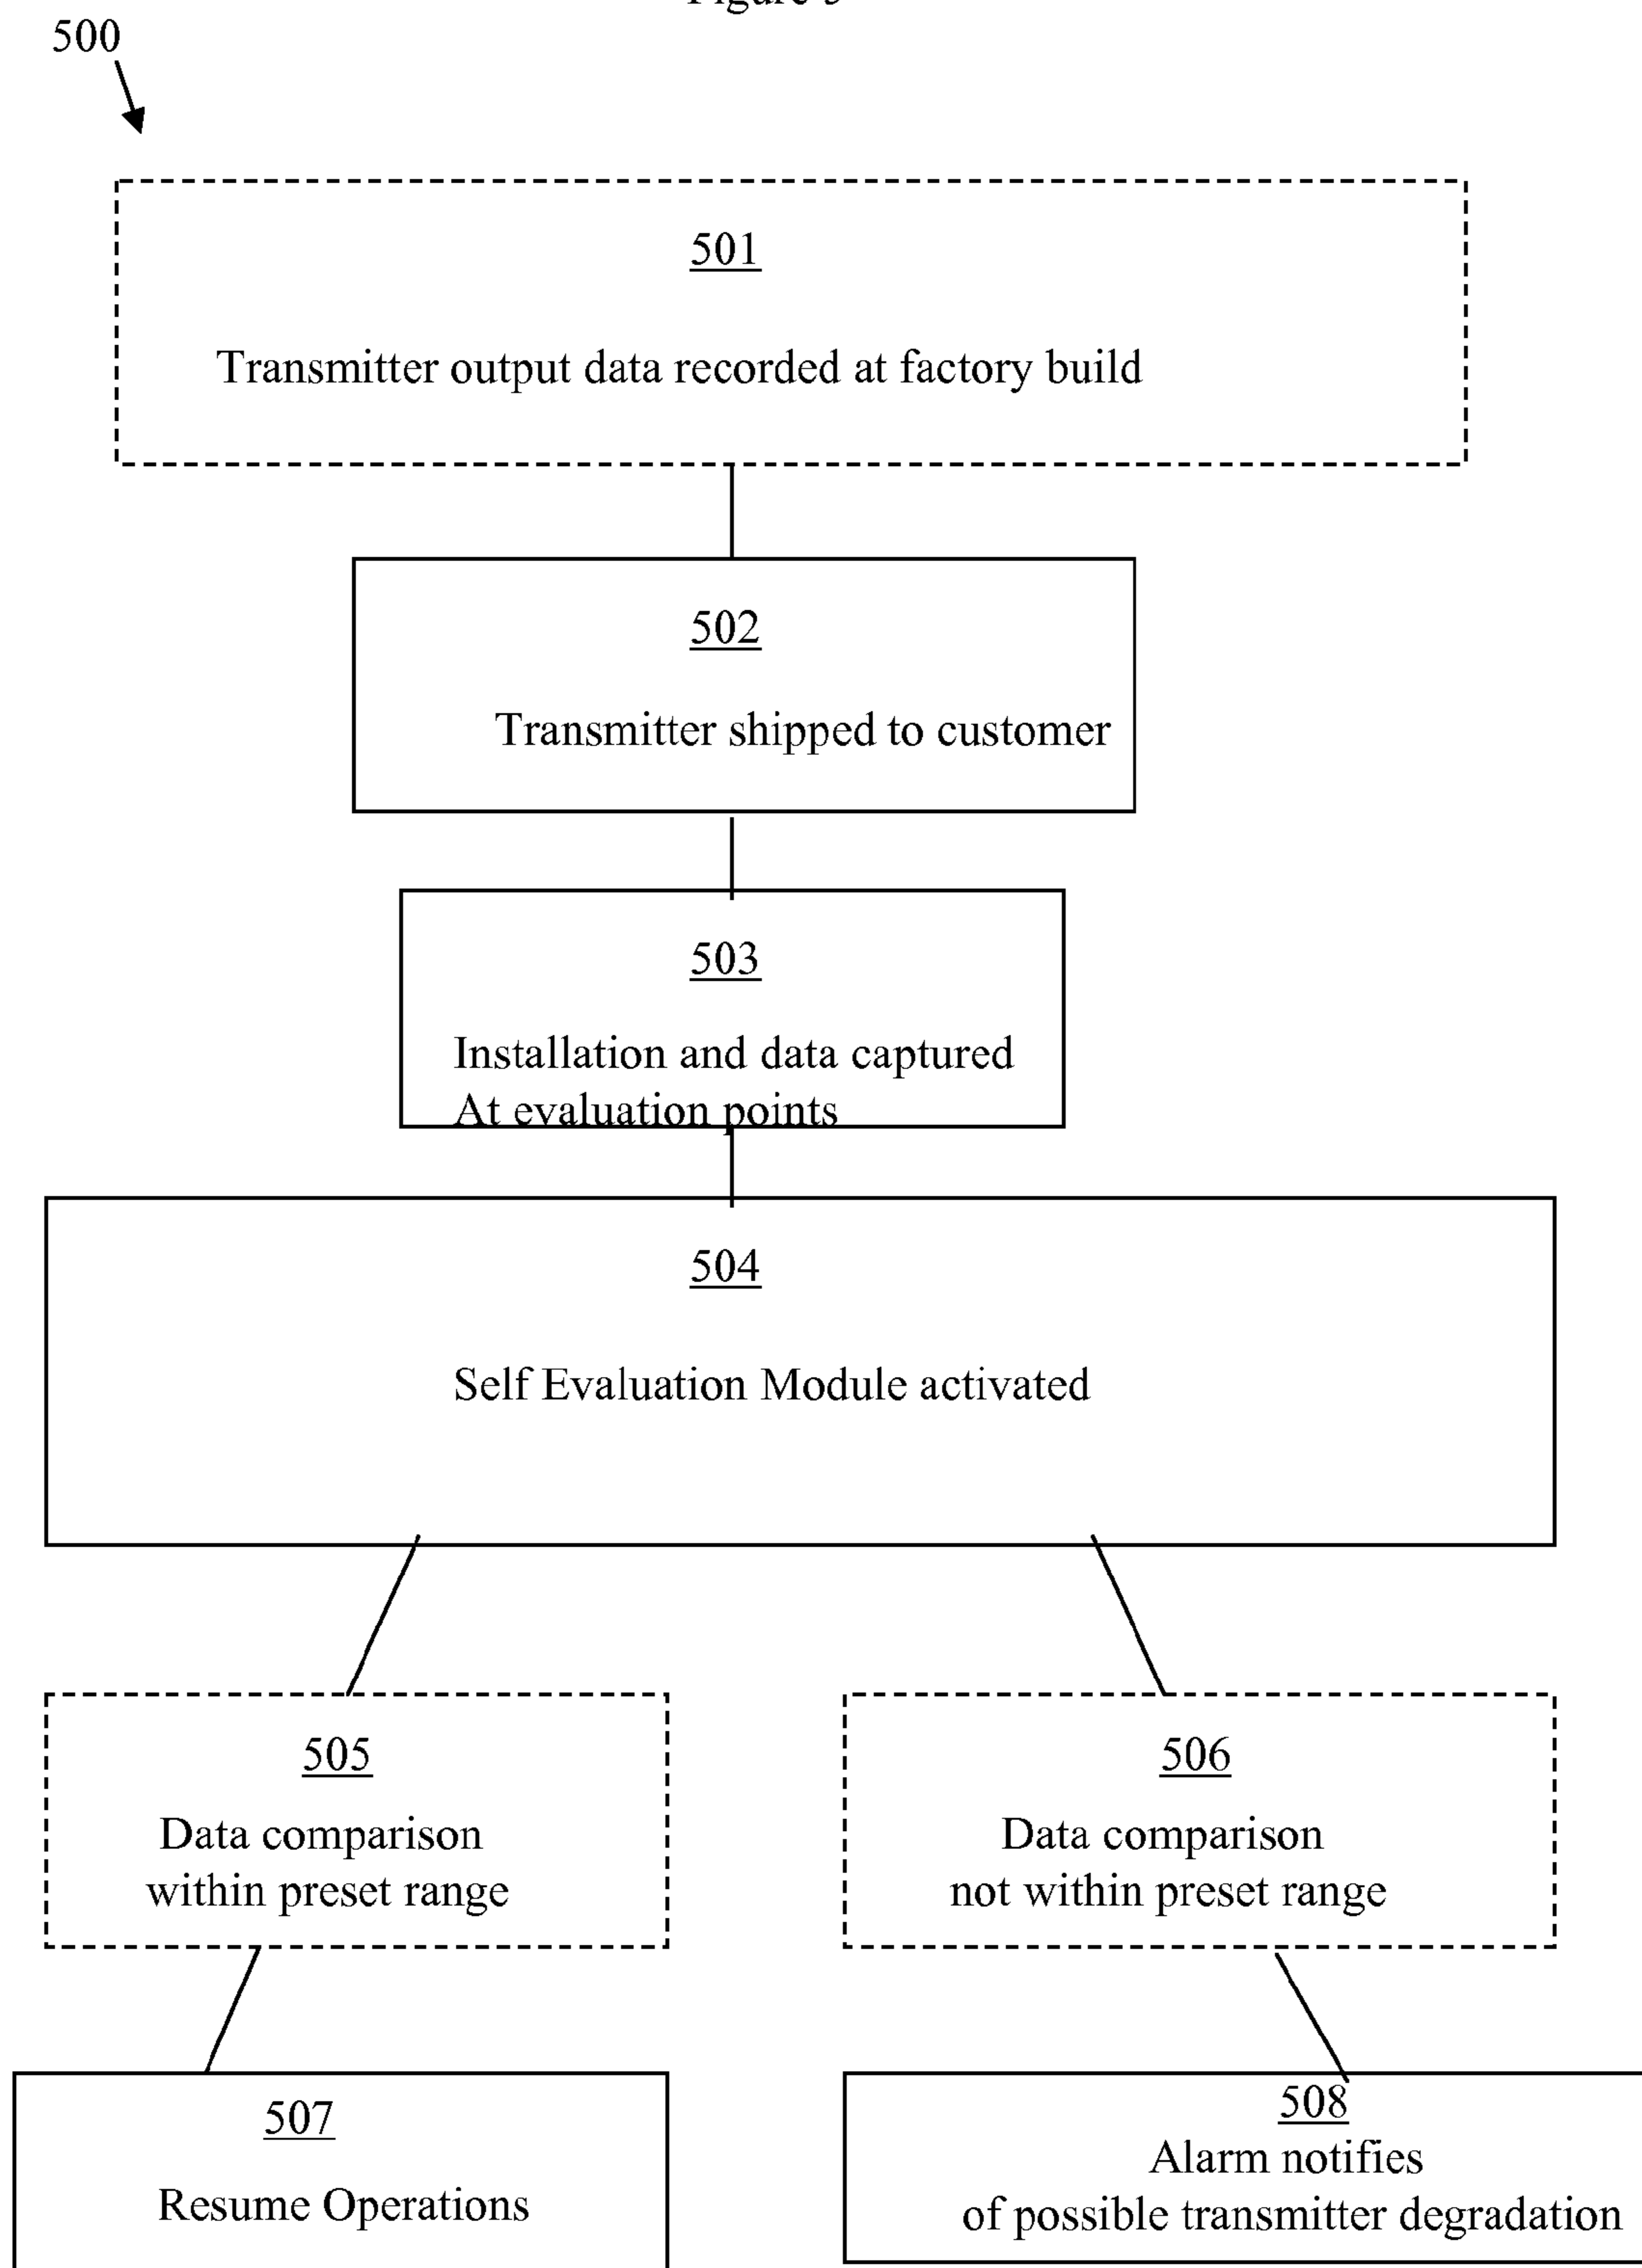 500
501
Transmitter output data recorded at factory build
502
Transmitter shipped to customer
503
Installation and data captured
At evaluation points
504
Self Evaluation Module activated
505
Data comparison
within preset range
506
Data comparison
not within preset range
507
Resume Operations
508
Alarm notifies
of possible transmitter degradation